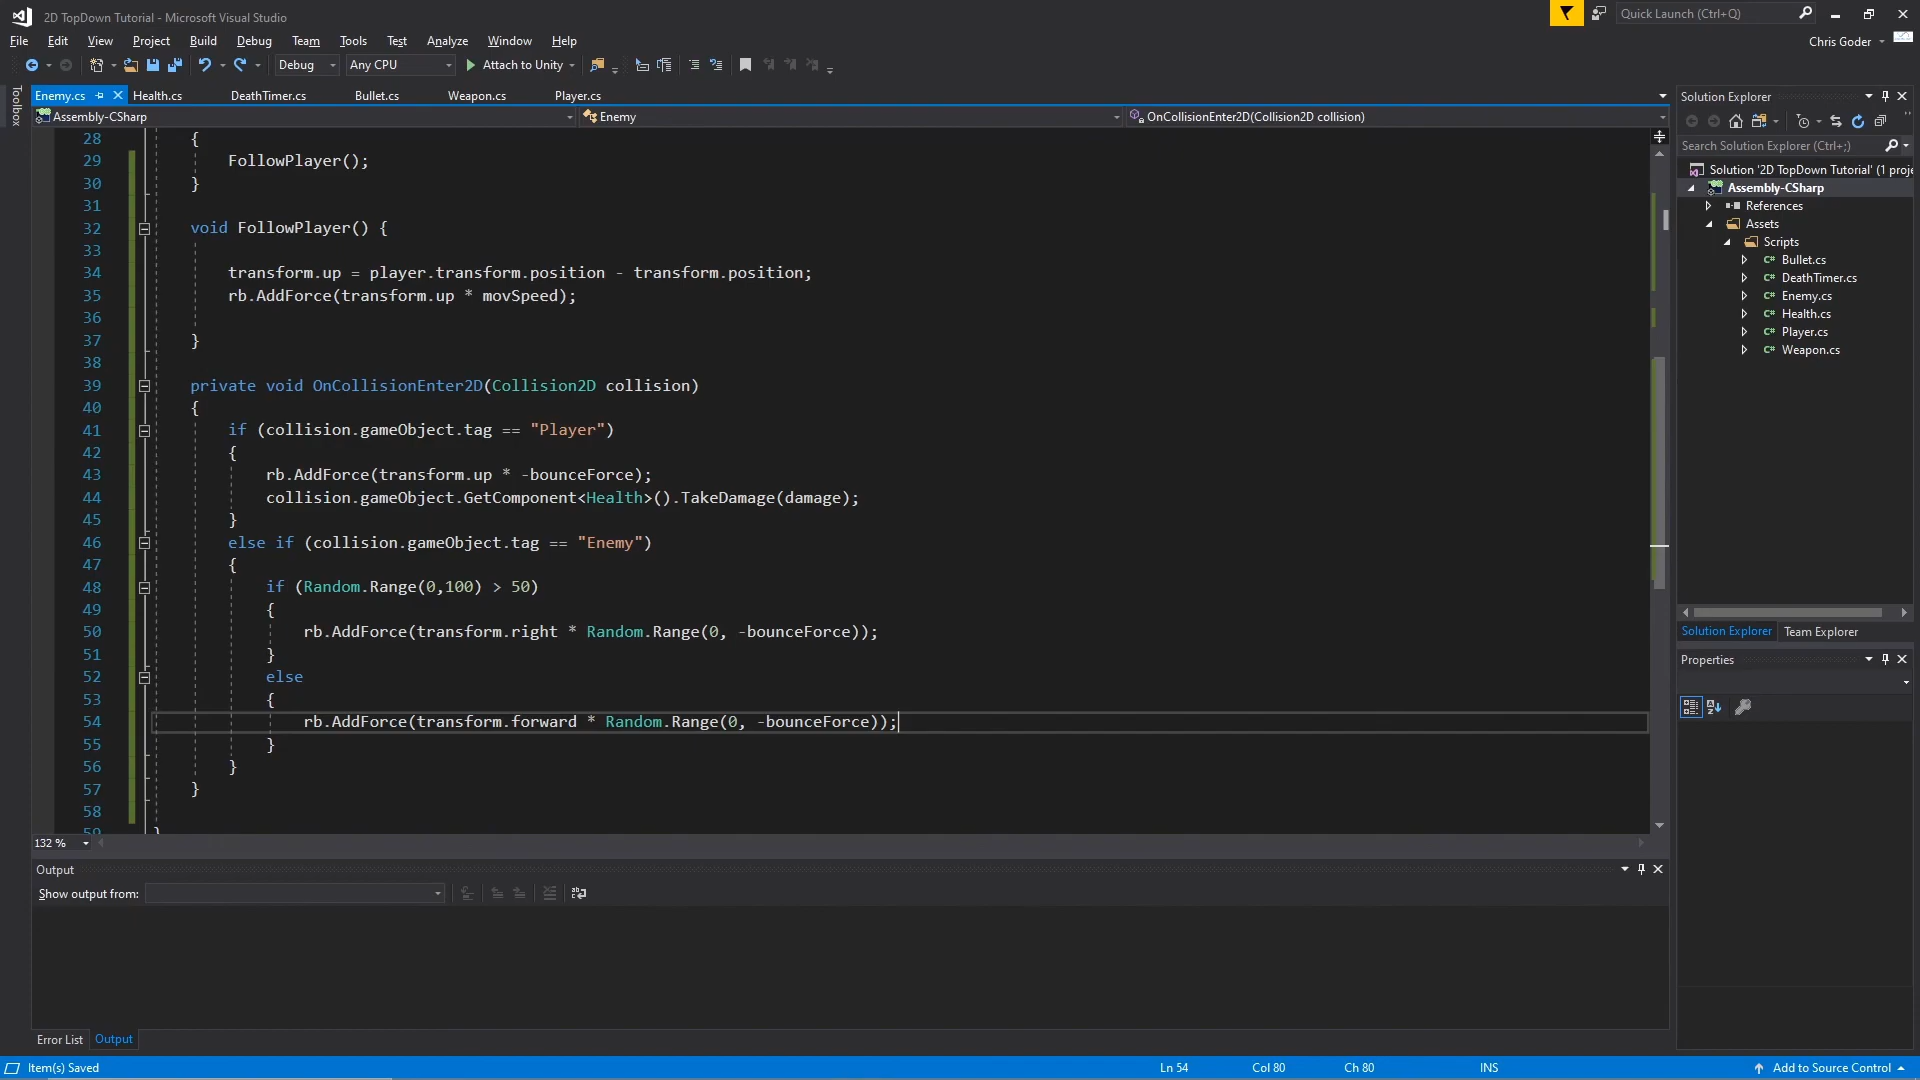 2D TopDown Tutorial - Microsoft Visual Studio
Quick Launch (Ctrl+Q)
File Edit View Project Build Debug Team Tools Test Analyze Window Help
Chris Goder
Debug Any CPU Attach to Unity
Toolbox
Enemy.cs Health.cs DeathTimer.cs Bullet.cs Weapon.cs Player.cs
Assembly-CSharp Enemy OnCollisionEnter2D(Collision2D collision)
28 {
29 FollowPlayer();
30 }
31
32 void FollowPlayer() {
33
34 transform.up = player.transform.position - transform.position;
35 rb.AddForce(transform.up * movSpeed);
36
37 }
38
39 private void OnCollisionEnter2D(Collision2D collision)
40 {
41 if (collision.gameObject.tag == "Player")
42 {
43 rb.AddForce(transform.up * -bounceForce);
44 collision.gameObject.GetComponent<Health>().TakeDamage(damage);
45 }
46 else if (collision.gameObject.tag == "Enemy")
47 {
48 if (Random.Range(0,100) > 50)
49 {
50 rb.AddForce(transform.right * Random.Range(0, -bounceForce));
51 }
52 else
53 {
54 rb.AddForce(transform.forward * Random.Range(0, -bounceForce));
55 }
56 }
57 }
58
59 }
132 %
Output
Show output from:
Error List Output
Solution Explorer
Search Solution Explorer (Ctrl+;)
Solution '2D TopDown Tutorial' (1 proje
Assembly-CSharp
References
Assets
Scripts
C# Bullet.cs
C# DeathTimer.cs
C# Enemy.cs
C# Health.cs
C# Player.cs
C# Weapon.cs
Solution Explorer Team Explorer
Properties
Item(s) Saved Ln 54 Col 80 Ch 80 INS Add to Source Control